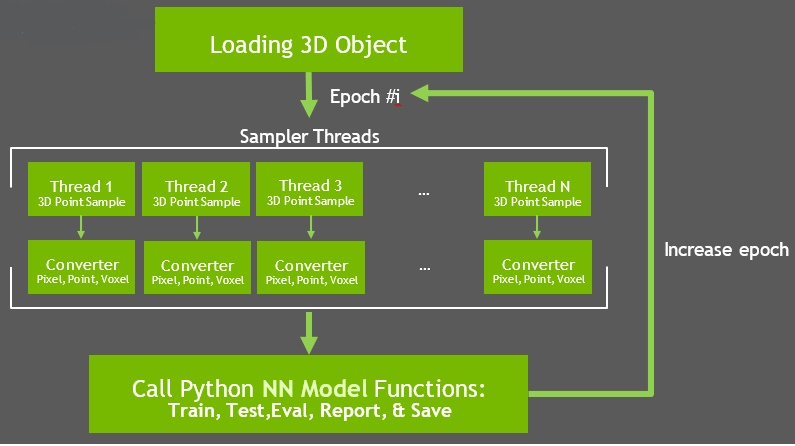 Loading 3D Object
Epoch #i
Sampler Threads
Thread 1 Thread 2 Thread 3 ... Thread N
3D Point Sample 3D Point Sample 3D Point Sample 3D Point Sample
Increase epoch
Converter Converter Converter ... Converter
Pixel, Point, Voxel Pixel, Point, Voxel Pixel, Point, Voxel Pixel, Point, Voxel
Call Python NN Model Functions:
Train, Test,Eval, Report, & Save